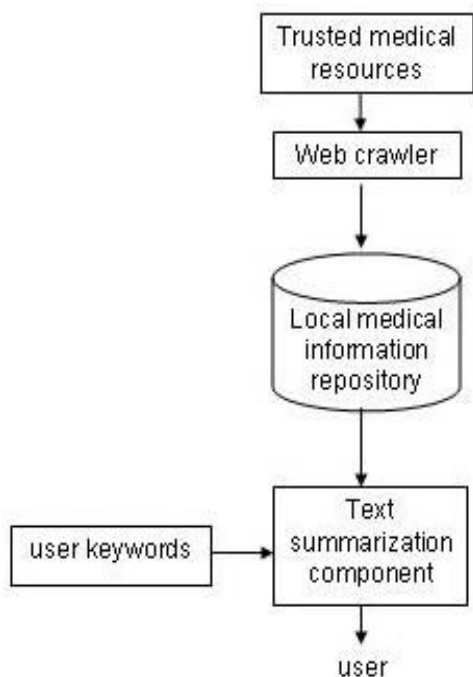 Trusted medical
resources
Web crawler
Local medical
information
repository
user keywords
Text
summarization
component
user